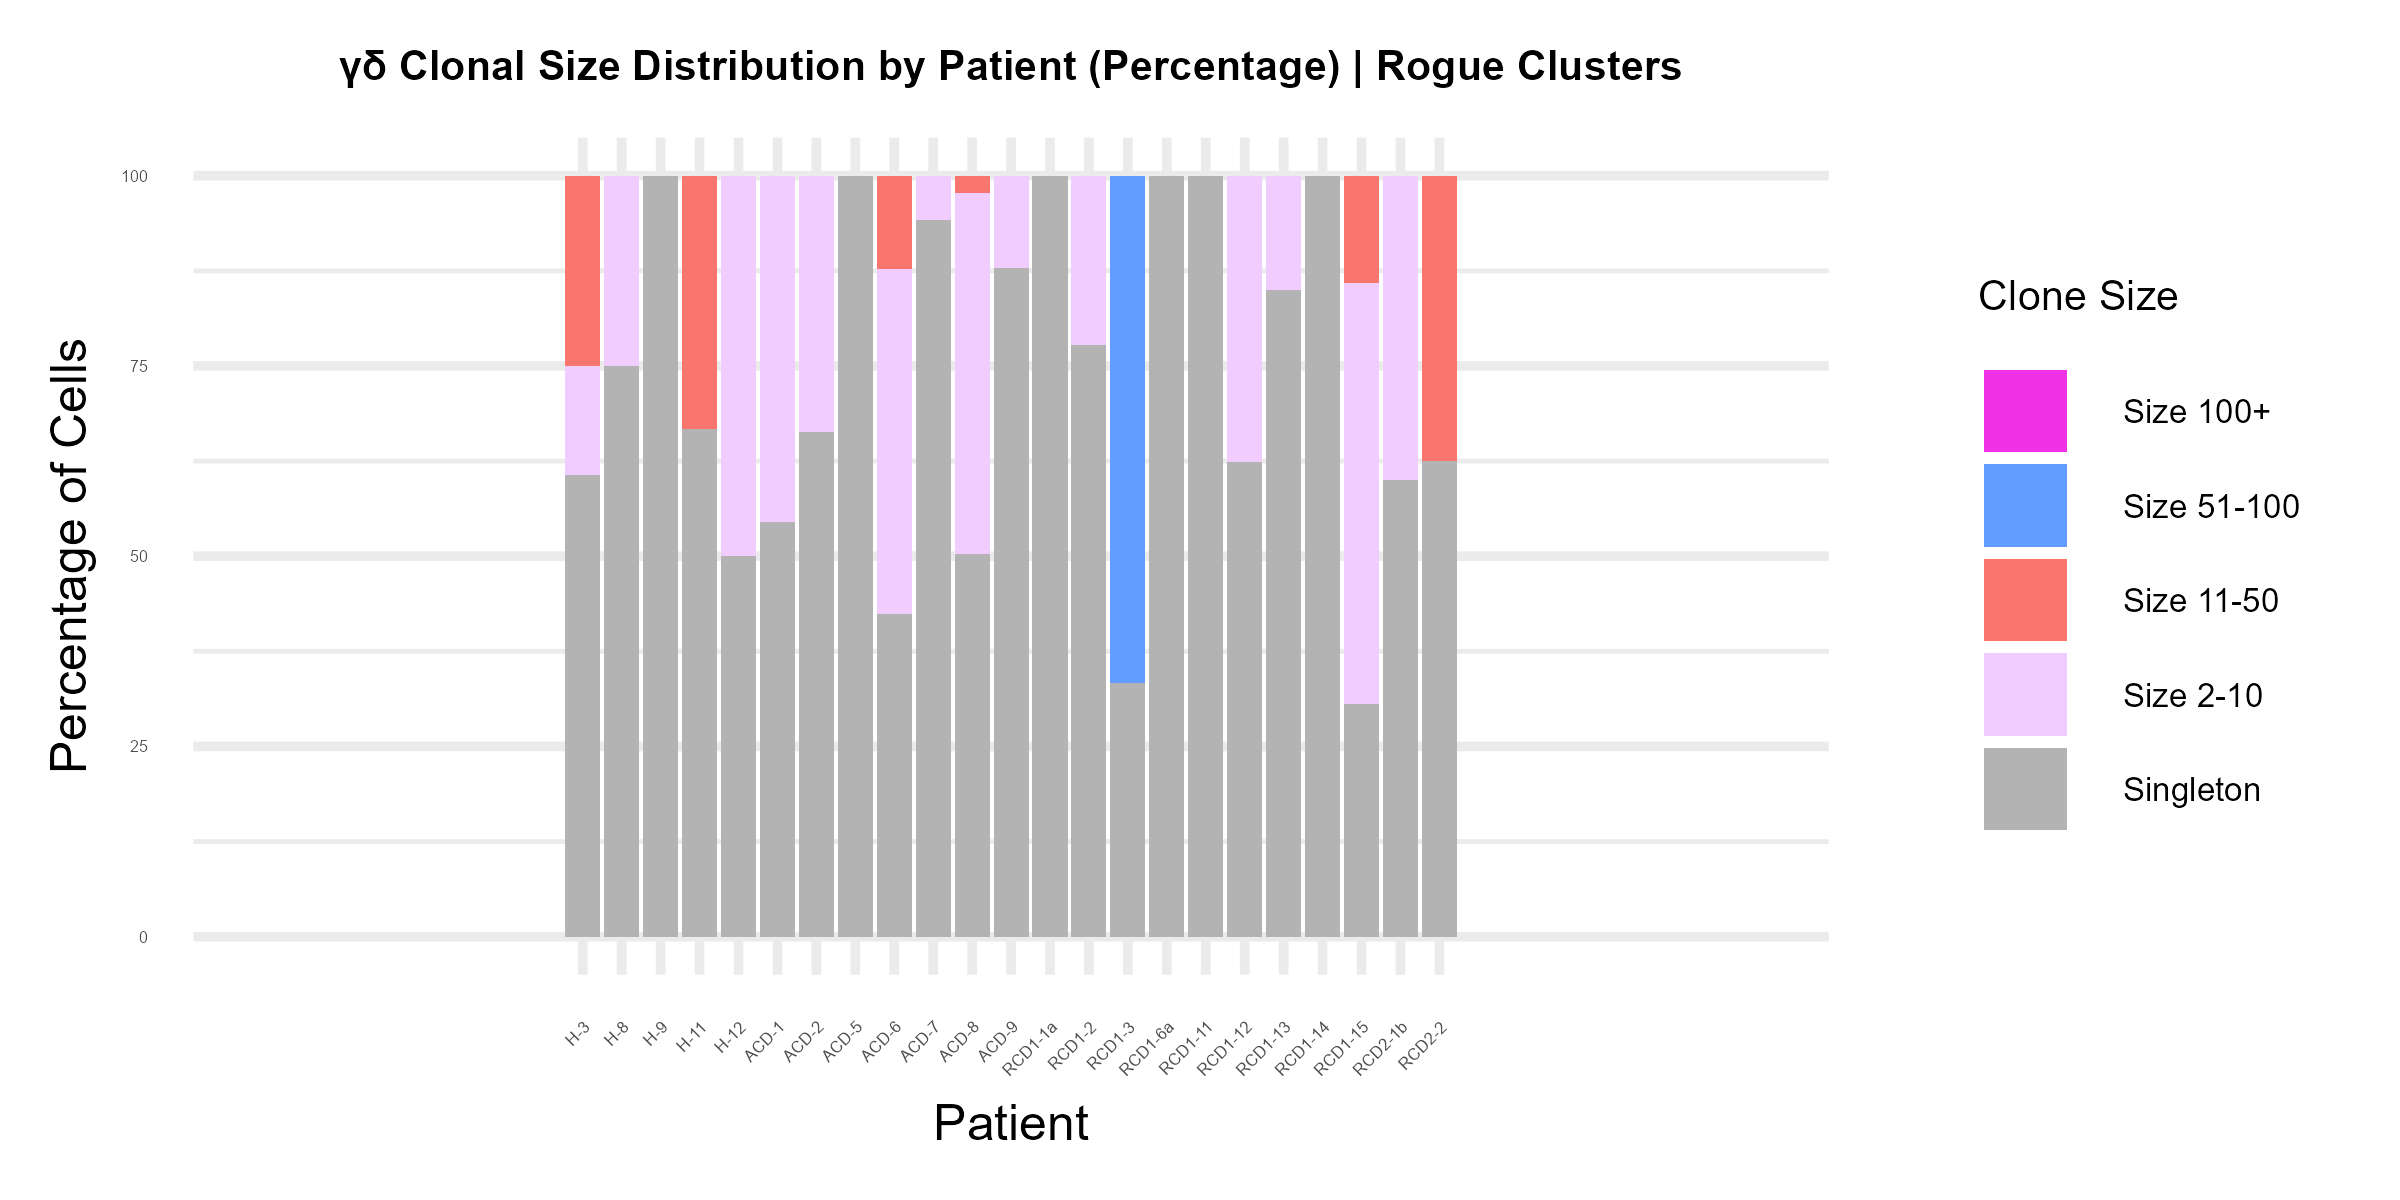 γδ Clonal Size Distribution by Patient (Percentage) | Rogue Clusters
Percentage of Cells
100
75
50
25
0
H-3
H-8
H-9
H-11
H-12
ACD-1
ACD-2
ACD-5
ACD-6
ACD-7
ACD-8
ACD-9
RCD1-1a
RCD1-2
RCD1-3
RCD1-6a
RCD1-11
RCD1-12
RCD1-13
RCD1-14
RCD1-15
RCD2-1b
RCD2-2
Patient
Clone Size
Size 100+
Size 51-100
Size 11-50
Size 2-10
Singleton